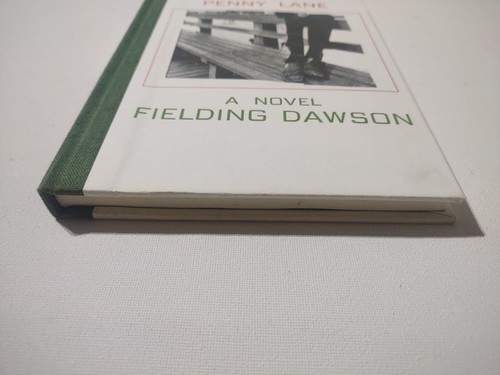 PENNY LANE
A NOVEL
FIELDING DAWSON